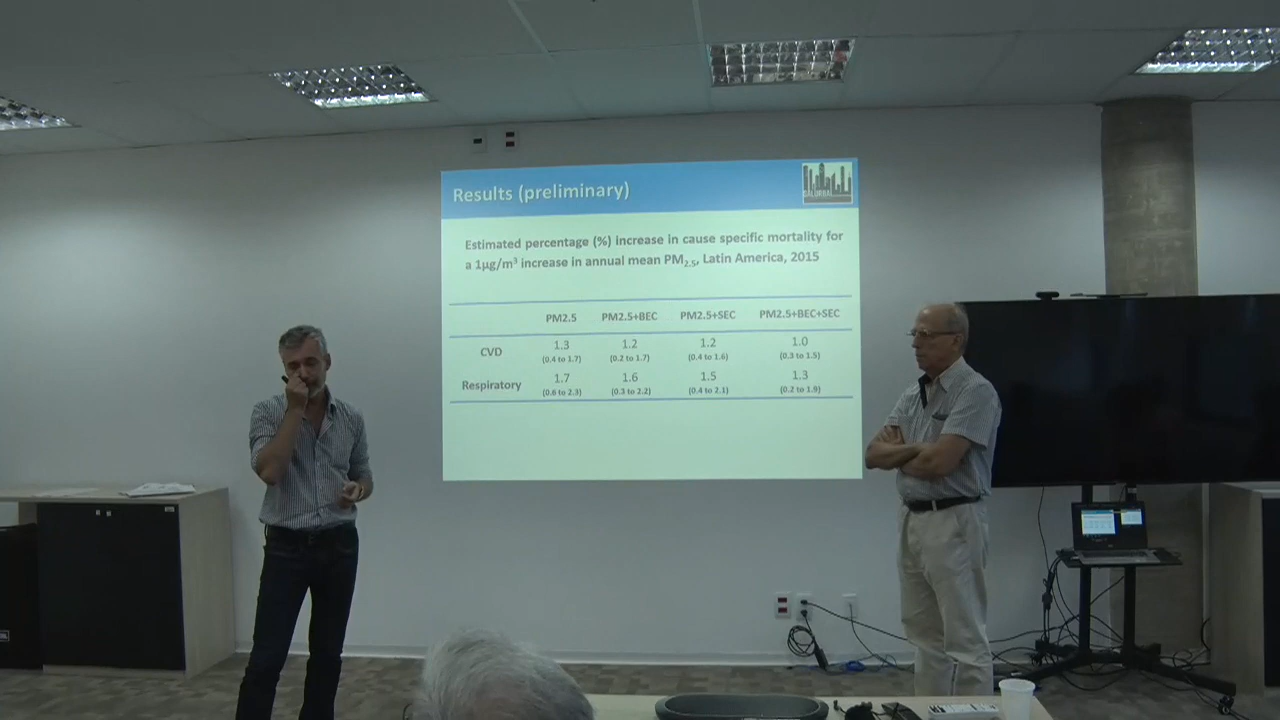 Results (preliminary)
SALURBAL
Estimated percentage (%) increase in cause specific mortality for
a 1µg/m³ increase in annual mean PM2.5, Latin America, 2015
PM2.5 PM2.5+BEC PM2.5+SEC PM2.5+BEC+SEC
CVD 1.3 1.2 1.2 1.0
(0.4 to 1.7) (0.2 to 1.7) (0.4 to 1.6) (0.3 to 1.5)
Respiratory 1.7 1.6 1.5 1.3
(0.6 to 2.3) (0.3 to 2.2) (0.4 to 2.1) (0.2 to 1.9)